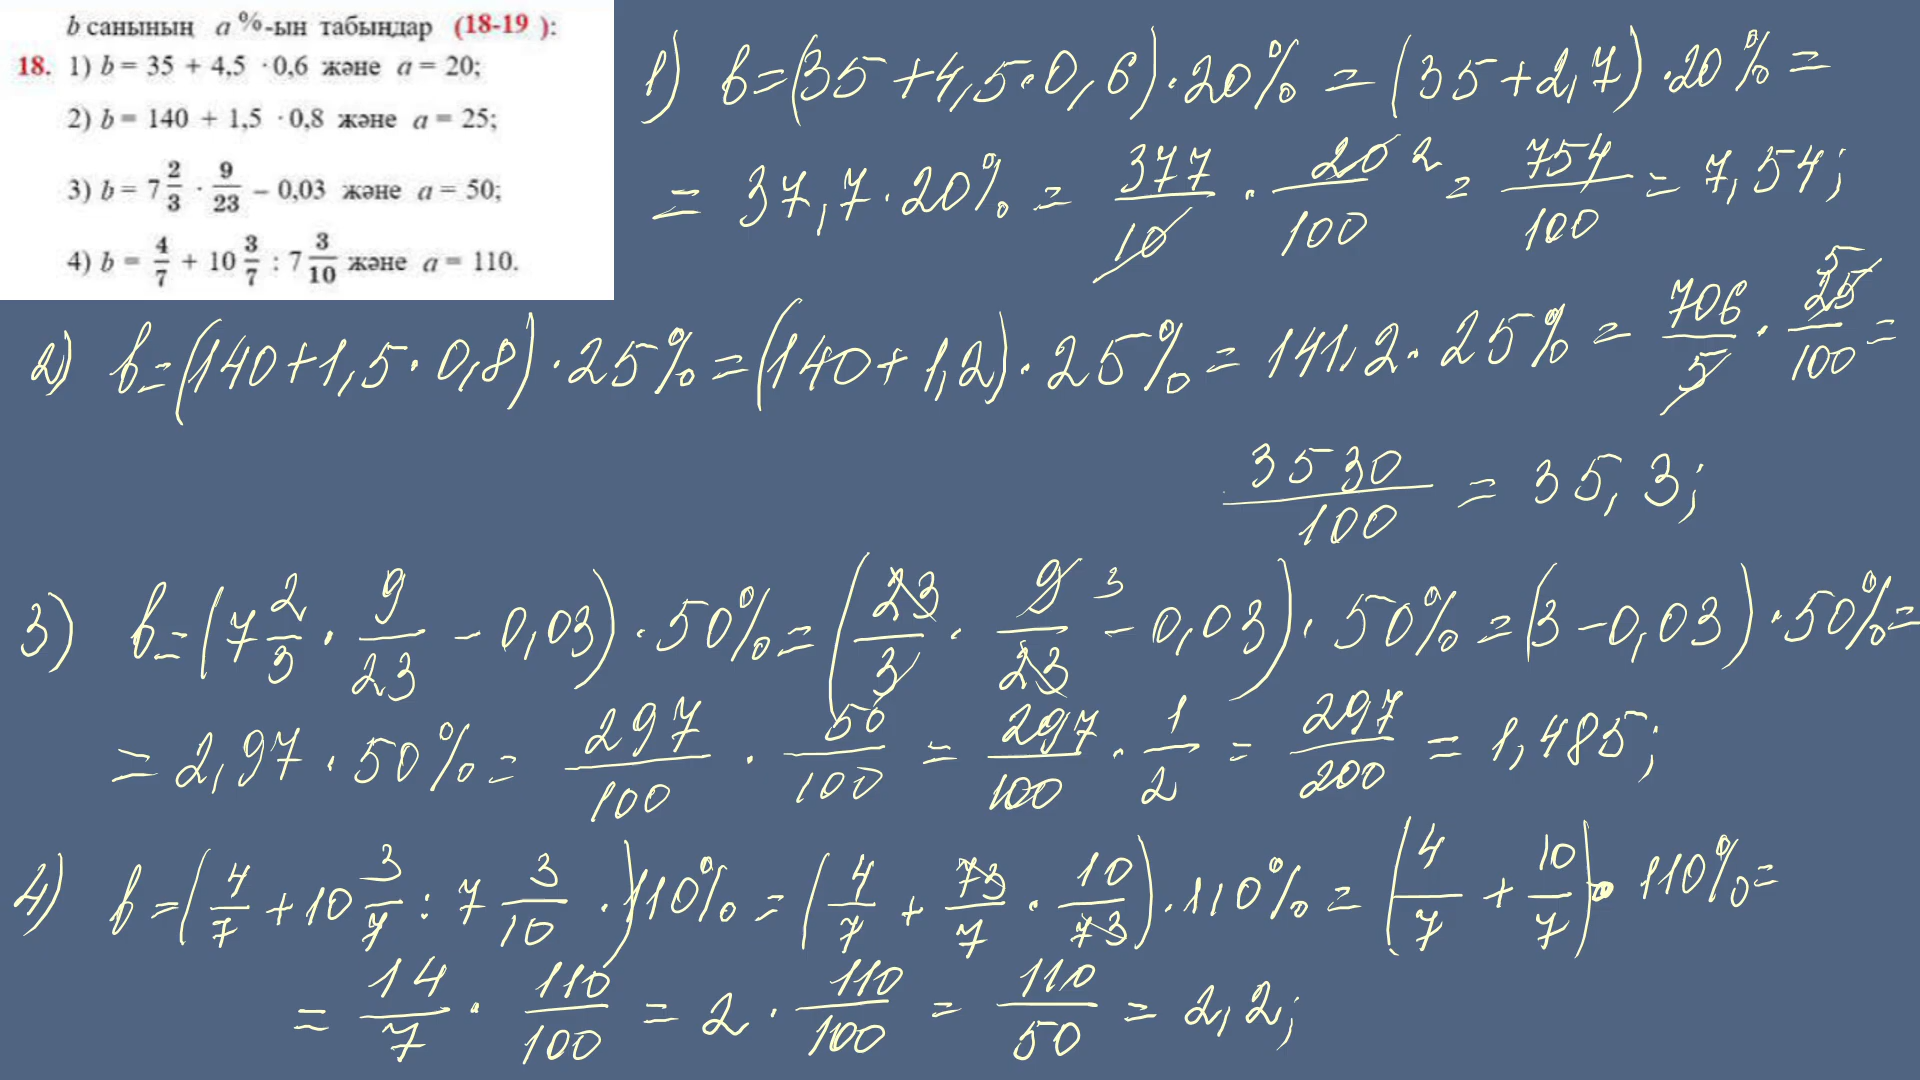 b санының a %-ын табыңдар (18-19 ):
18. 1) b = 35 + 4,5 · 0,6 және a = 20;
2) b = 140 + 1,5 · 0,8 және a = 25;
3) b = 7 2/3 · 9/23 − 0,03 және a = 50;
4) b = 4/7 + 10 3/7 : 7 3/10 және a = 110.
1) b = (35 + 4,5 · 0,6) · 20% = (35 + 2,7) · 20% =
= 37,7 · 20% = 377/10 · 20/100 2 = 754/100 = 7,54;
2) b = (140 + 1,5 · 0,8) · 25% = (140 + 1,2) · 25% = 141,2 · 25% = 706/5 · 25/100 5 =
3530/100 = 35,3;
3) b = (7 2/3 · 9/23 − 0,03) · 50% = (23/3 · 9/23 3 − 0,03) · 50% = (3 − 0,03) · 50% =
= 2,97 · 50% = 297/100 · 50/100 = 297/100 · 1/2 = 297/200 = 1,485;
4) b = (4/7 + 10 3/7 : 7 3/10 ·) 110% = (4/7 + 73/7 · 10/73) · 110% = (4/7 + 10/7) · 110% =
= 14/7 · 110/100 = 2 · 110/100 = 110/50 = 2,2;